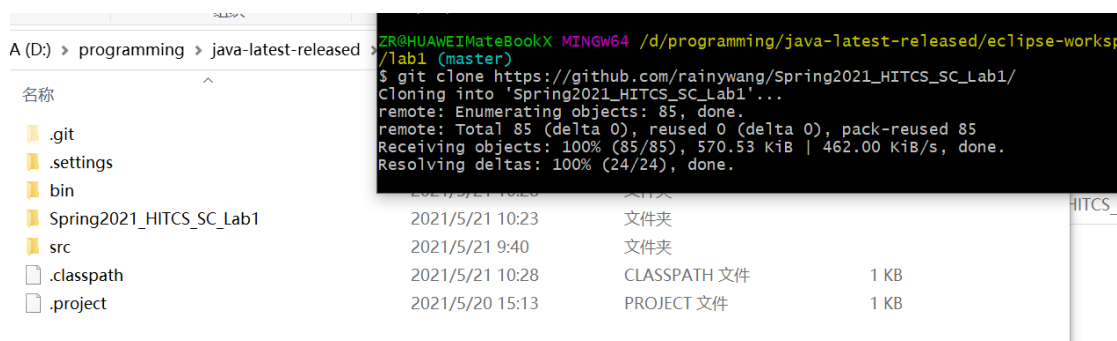 A (D:) > programming > java-latest-released >
名称
.git
.settings
bin
Spring2021_HITCS_SC_Lab1 2021/5/21 10:23 文件夹
src 2021/5/21 9:40 文件夹
.classpath 2021/5/21 10:28 CLASSPATH 文件 1 KB
.project 2021/5/20 15:13 PROJECT 文件 1 KB
ZR@HUAWEIMateBookX MINGW64 /d/programming/java-latest-released/eclipse-worksp
/lab1 (master)
$ git clone https://github.com/rainywang/Spring2021_HITCS_SC_Lab1/
Cloning into 'Spring2021_HITCS_SC_Lab1'...
remote: Enumerating objects: 85, done.
remote: Total 85 (delta 0), reused 0 (delta 0), pack-reused 85
Receiving objects: 100% (85/85), 570.53 KiB | 462.00 KiB/s, done.
Resolving deltas: 100% (24/24), done.
HITCS_